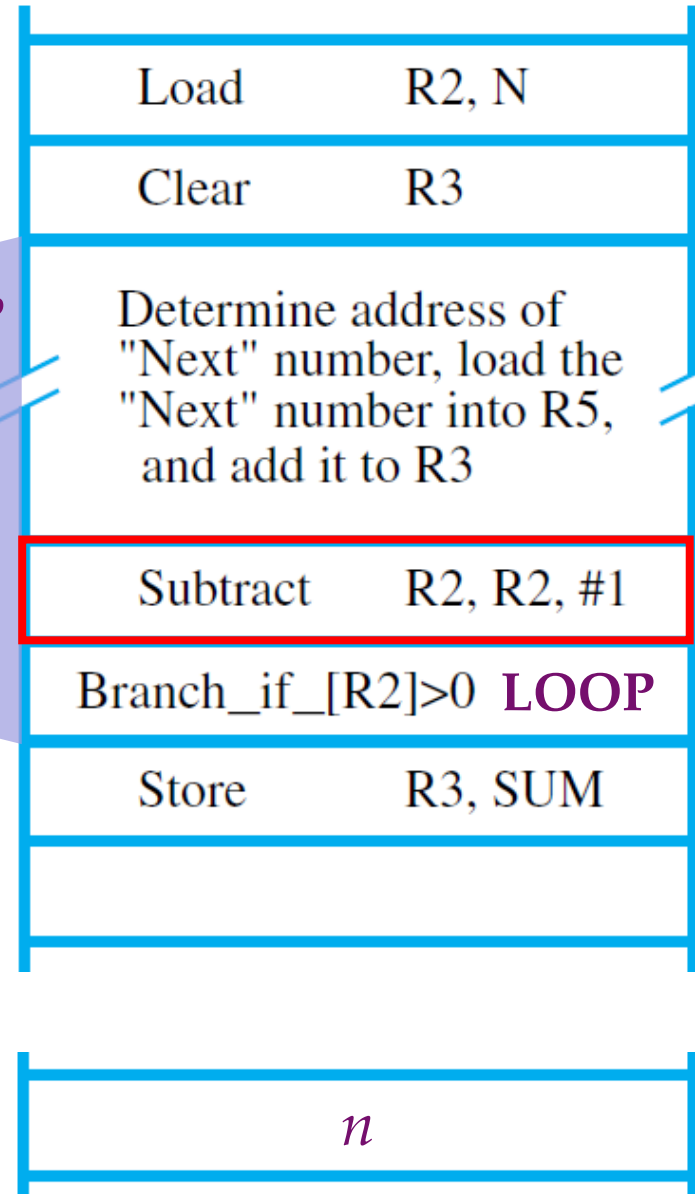 Load R2, N
Clear R3
Determine address of
"Next" number, load the
"Next" number into R5,
and add it to R3
Subtract R2, R2, #1
Branch_if_[R2]>0 LOOP
Store R3, SUM
n